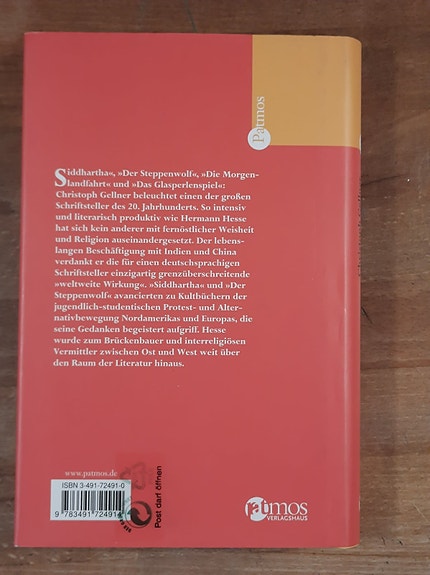 Patmos
Siddhartha«, »Der Steppenwolf«, »Die Morgen-
landfahrt« und »Das Glasperlenspiel«:
Christoph Gellner beleuchtet einen der großen
Schriftsteller des 20. Jahrhunderts. So intensiv
und literarisch produktiv wie Hermann Hesse
hat sich kein anderer mit fernöstlicher Weisheit
und Religion auseinandergesetzt. Der lebens-
langen Beschäftigung mit Indien und China
verdankt er die für einen deutschsprachigen
Schriftsteller einzigartig grenzüberschreitende
»weltweite Wirkung«. »Siddhartha« und »Der
Steppenwolf« avancierten zu Kultbüchern der
jugendlich-studentischen Protest- und Alter-
nativbewegung Nordamerikas und Europas, die
seine Gedanken begeistert aufgriff. Hesse
wurde zum Brückenbauer und interreligiösen
Vermittler zwischen Ost und West weit über
den Raum der Literatur hinaus.
www.patmos.de
ISBN 3-491-72491-0
9 783491 72491
Post darf öffnen
patmos
VERLAGSHAUS